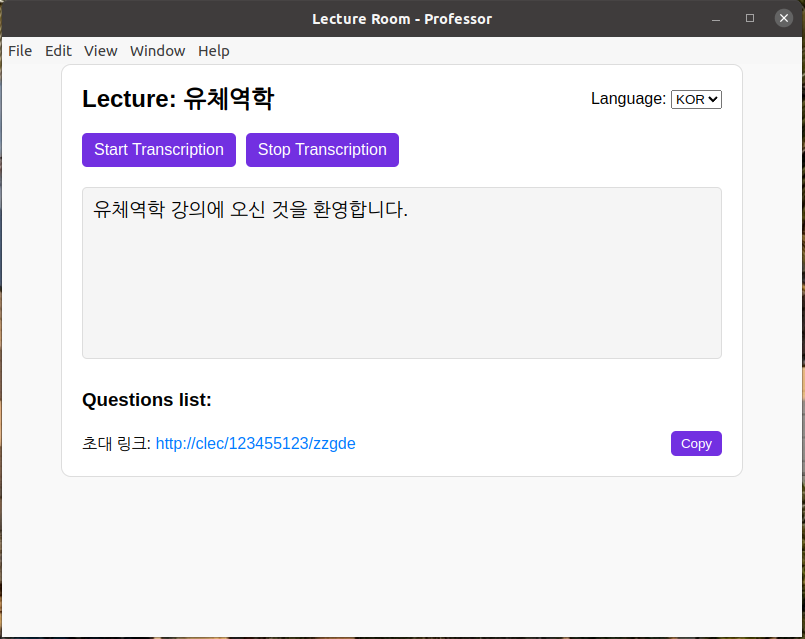 Lecture Room - Professor
File Edit View Window Help
Lecture: 유체역학
Language: KOR
Start Transcription Stop Transcription
유체역학 강의에 오신 것을 환영합니다.
Questions list:
초대 링크: http://clec/123455123/zzgde
Copy